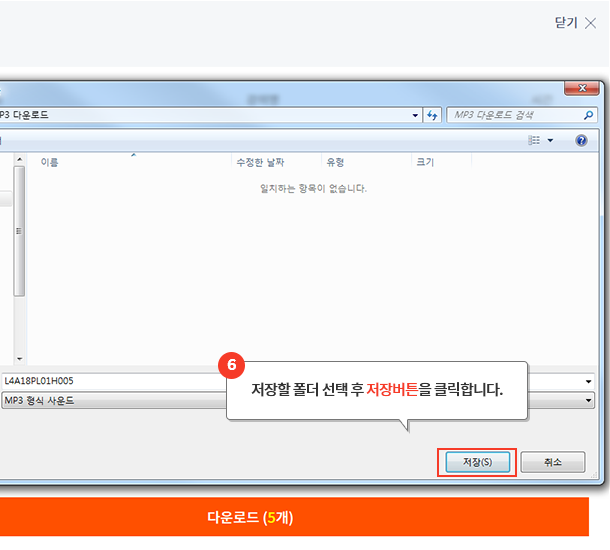 닫기
P3 다운로드
MP3 다운로드 검색
이름 수정한 날짜 유형 크기
일치하는 항목이 없습니다.
L4A18PL01H005
MP3 형식 사운드
6
저장할 폴더 선택 후 저장버튼을 클릭합니다.
저장(S) 취소
다운로드 (5개)